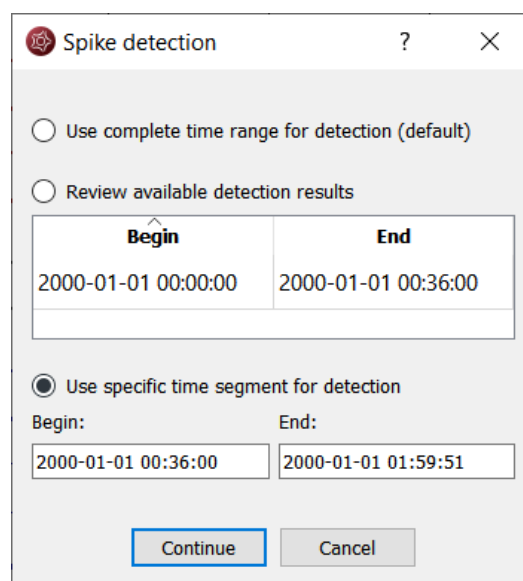 Spike detection ?
Use complete time range for detection (default)
Review available detection results
Begin End
2000-01-01 00:00:00 2000-01-01 00:36:00
Use specific time segment for detection
Begin: End:
2000-01-01 00:36:00 2000-01-01 01:59:51
Continue Cancel